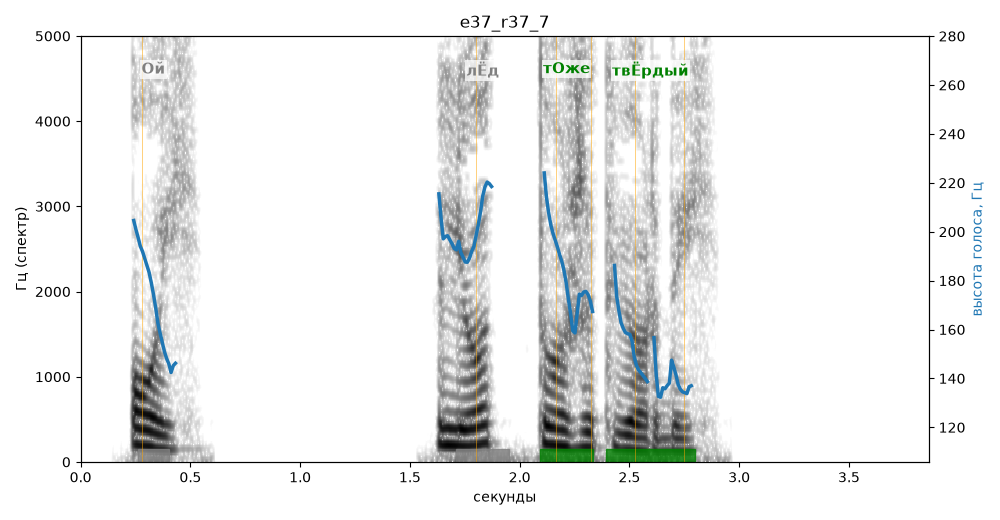 e37_r37_7
5000
4000
3000
2000
1000
0
Гц (спектр)
280
260
240
220
200
180
160
140
120
высота голоса, Гц
Ой
лЁд
тОже
твЁрдый
0.0 0.5 1.0 1.5 2.0 2.5 3.0 3.5
секунды